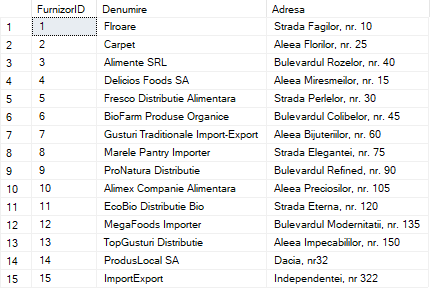 FurnizorID Denumire Adresa
1 1 Flroare Strada Fagilor, nr. 10
2 2 Carpet Aleea Florilor, nr. 25
3 3 Alimente SRL Bulevardul Rozelor, nr. 40
4 4 Delicios Foods SA Aleea Miresmeilor, nr. 15
5 5 Fresco Distributie Alimentara Strada Perlelor, nr. 30
6 6 BioFarm Produse Organice Bulevardul Colibelor, nr. 45
7 7 Gusturi Traditionale Import-Export Aleea Bijuteriilor, nr. 60
8 8 Marele Pantry Importer Strada Elegantei, nr. 75
9 9 ProNatura Distributie Bulevardul Refined, nr. 90
10 10 Alimex Companie Alimentara Aleea Preciosilor, nr. 105
11 11 EcoBio Distributie Bio Strada Eterna, nr. 120
12 12 MegaFoods Importer Bulevardul Modernitatii, nr. 135
13 13 TopGusturi Distributie Aleea Impecabililor, nr. 150
14 14 ProdusLocal SA Dacia, nr32
15 15 ImportExport Independentei, nr 322